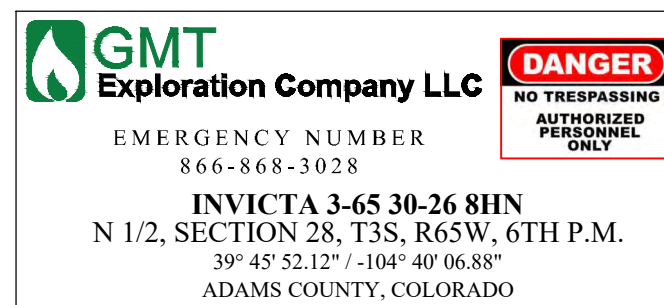 GMT
Exploration Company LLC
DANGER
NO TRESPASSING
AUTHORIZED
PERSONNEL
ONLY
EMERGENCY NUMBER
866-868-3028
INVICTA 3-65 30-26 8HN
N 1/2, SECTION 28, T3S, R65W, 6TH P.M.
39° 45' 52.12" / -104° 40' 06.88"
ADAMS COUNTY, COLORADO